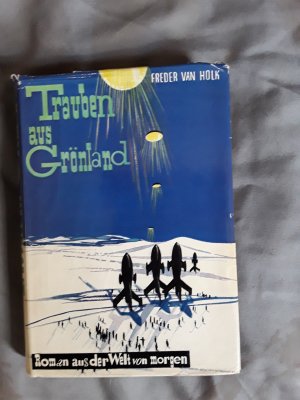 FREDER VAN HOLK
Trauben
aus
Grönland
Roman aus der Welt von morgen